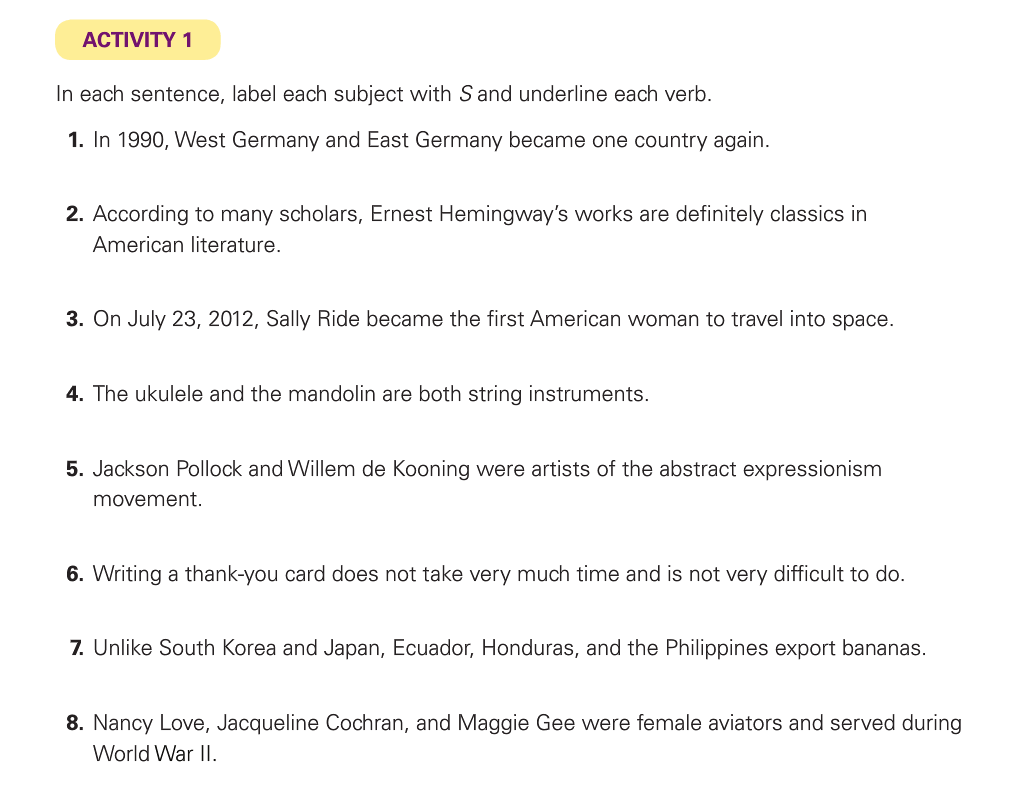 ACTIVITY 1
In each sentence, label each subject with S and underline each verb.
1. In 1990, West Germany and East Germany became one country again.
2. According to many scholars, Ernest Hemingway’s works are definitely classics in
American literature.
3. On July 23, 2012, Sally Ride became the first American woman to travel into space.
4. The ukulele and the mandolin are both string instruments.
5. Jackson Pollock and Willem de Kooning were artists of the abstract expressionism
movement.
6. Writing a thank-you card does not take very much time and is not very difficult to do.
7. Unlike South Korea and Japan, Ecuador, Honduras, and the Philippines export bananas.
8. Nancy Love, Jacqueline Cochran, and Maggie Gee were female aviators and served during
World War II.